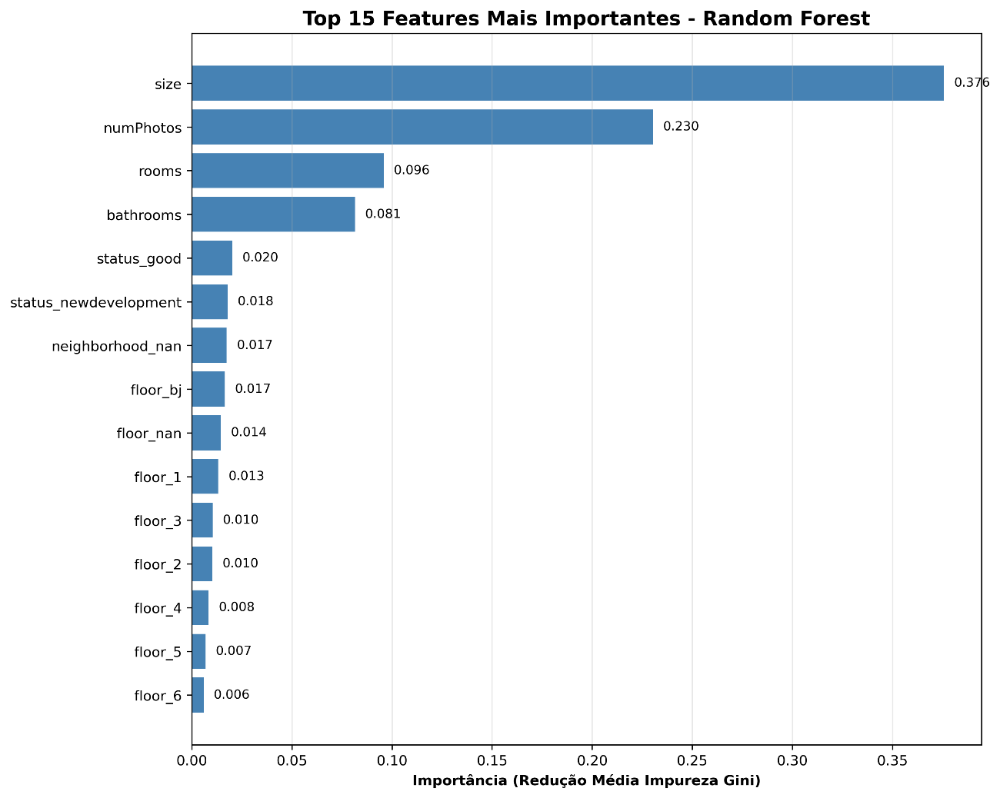 Top 15 Features Mais Importantes - Random Forest
size 0.376
numPhotos 0.230
rooms 0.096
bathrooms 0.081
status_good 0.020
status_newdevelopment 0.018
neighborhood_nan 0.017
floor_bj 0.017
floor_nan 0.014
floor_1 0.013
floor_3 0.010
floor_2 0.010
floor_4 0.008
floor_5 0.007
floor_6 0.006
0.00 0.05 0.10 0.15 0.20 0.25 0.30 0.35
Importância (Redução Média Impureza Gini)